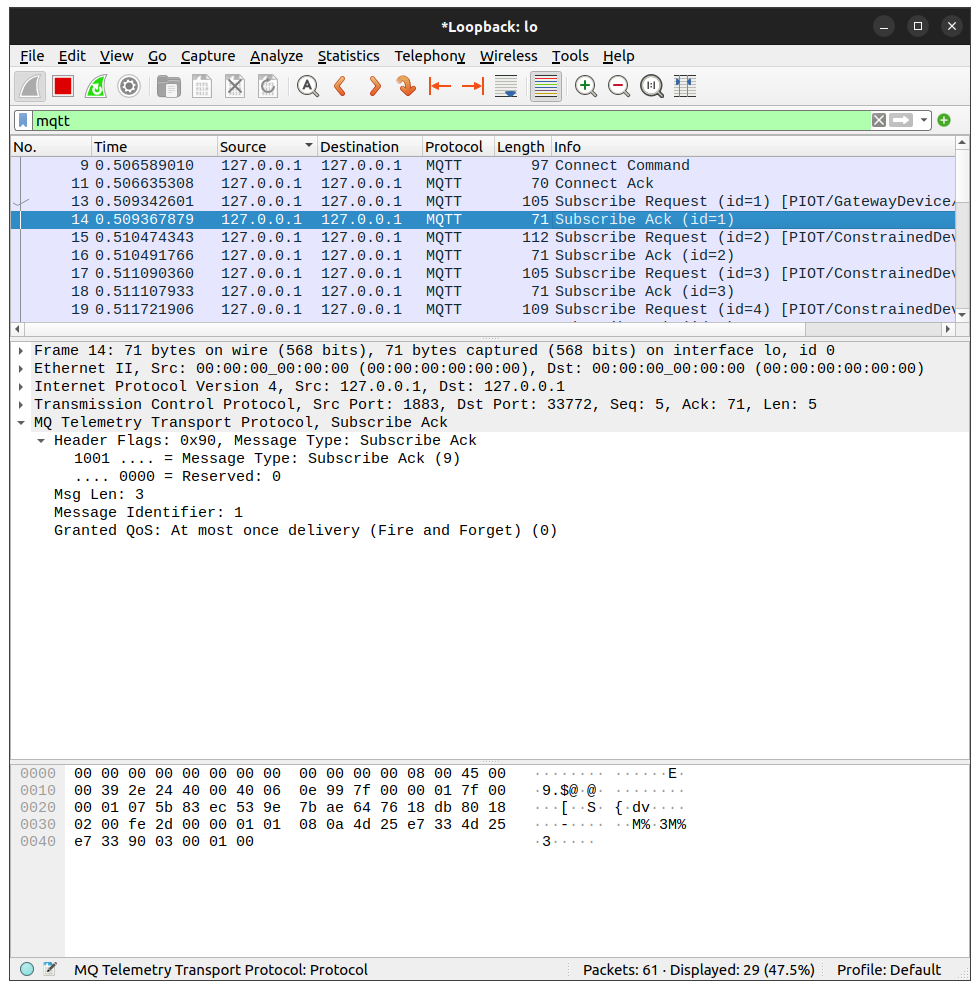 *Loopback: lo
File Edit View Go Capture Analyze Statistics Telephony Wireless Tools Help
mqtt
No. Time Source Destination Protocol Length Info
9 0.506589010 127.0.0.1 127.0.0.1 MQTT 97 Connect Command
11 0.506635308 127.0.0.1 127.0.0.1 MQTT 70 Connect Ack
13 0.509342601 127.0.0.1 127.0.0.1 MQTT 105 Subscribe Request (id=1) [PIOT/GatewayDevice/
14 0.509367879 127.0.0.1 127.0.0.1 MQTT 71 Subscribe Ack (id=1)
15 0.510474343 127.0.0.1 127.0.0.1 MQTT 112 Subscribe Request (id=2) [PIOT/ConstrainedDev
16 0.510491766 127.0.0.1 127.0.0.1 MQTT 71 Subscribe Ack (id=2)
17 0.511090360 127.0.0.1 127.0.0.1 MQTT 105 Subscribe Request (id=3) [PIOT/ConstrainedDev
18 0.511107933 127.0.0.1 127.0.0.1 MQTT 71 Subscribe Ack (id=3)
19 0.511721906 127.0.0.1 127.0.0.1 MQTT 109 Subscribe Request (id=4) [PIOT/ConstrainedDev
Frame 14: 71 bytes on wire (568 bits), 71 bytes captured (568 bits) on interface lo, id 0
Ethernet II, Src: 00:00:00_00:00:00 (00:00:00:00:00:00), Dst: 00:00:00_00:00:00 (00:00:00:00:00:00)
Internet Protocol Version 4, Src: 127.0.0.1, Dst: 127.0.0.1
Transmission Control Protocol, Src Port: 1883, Dst Port: 33772, Seq: 5, Ack: 71, Len: 5
MQ Telemetry Transport Protocol, Subscribe Ack
Header Flags: 0x90, Message Type: Subscribe Ack
1001 .... = Message Type: Subscribe Ack (9)
.... 0000 = Reserved: 0
Msg Len: 3
Message Identifier: 1
Granted QoS: At most once delivery (Fire and Forget) (0)
0000 00 00 00 00 00 00 00 00 00 00 00 00 08 00 45 00 ········ ······E·
0010 00 39 2e 24 40 00 40 06 0e 99 7f 00 00 01 7f 00 ·9.$@·@· ········
0020 00 01 07 5b 83 ec 53 9e 7b ae 64 76 18 db 80 18 ···[··S· {·dv····
0030 02 00 fe 2d 00 00 01 01 08 0a 4d 25 e7 33 4d 25 ···-···· ··M%·3M%
0040 e7 33 90 03 00 01 00 ·3·····
MQ Telemetry Transport Protocol: Protocol Packets: 61 · Displayed: 29 (47.5%) Profile: Default